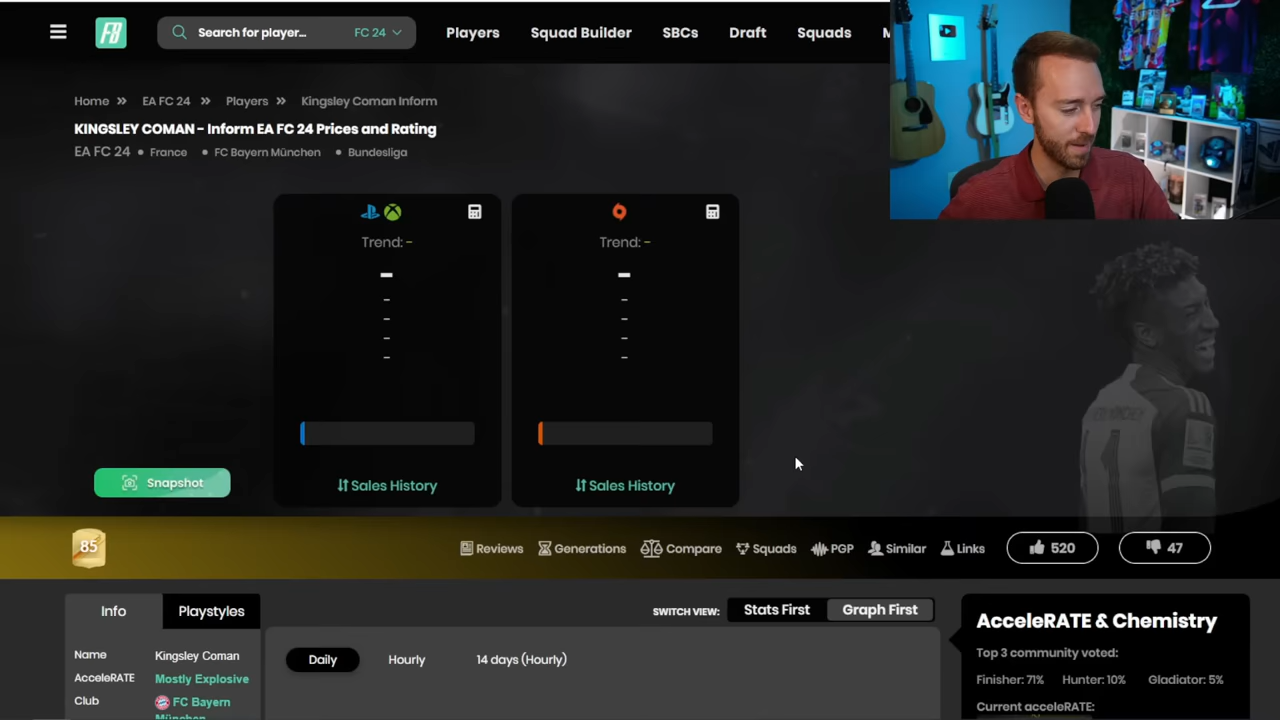 FB
Search for player... FC 24
Players
Squad Builder
SBCs
Draft
Squads
Home » EA FC 24 » Players » Kingsley Coman Inform
KINGSLEY COMAN - Inform EA FC 24 Prices and Rating
EA FC 24 • France • FC Bayern München • Bundesliga
Trend: -
-
-
-
-
-
Sales History
Trend: -
-
-
-
-
-
Sales History
Snapshot
85
Reviews
Generations
Compare
Squads
PGP
Similar
Links
520
47
Info
Playstyles
SWITCH VIEW:
Stats First
Graph First
Name Kingsley Coman
AcceleRATE Mostly Explosive
Club FC Bayern
München
Daily
Hourly
14 days (Hourly)
AcceleRATE & Chemistry
Top 3 community voted:
Finisher: 71% Hunter: 10% Gladiator: 5%
Current acceleRATE: